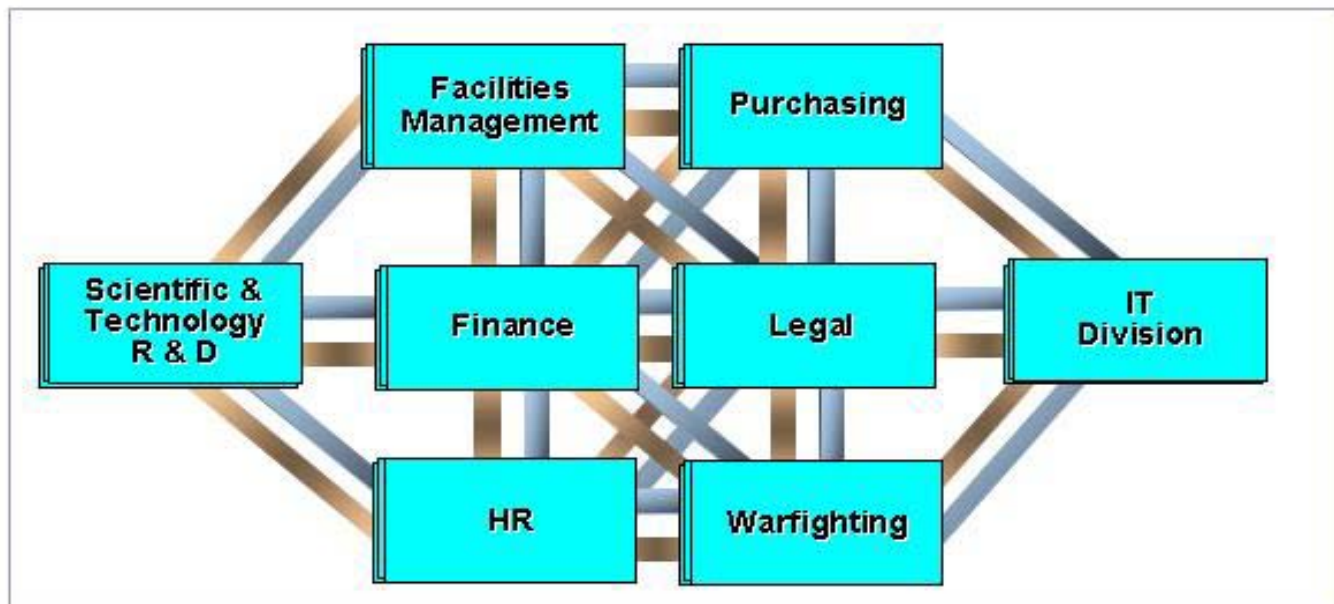 Facilities
Management
Purchasing
Scientific &
Technology
R & D
Finance
Legal
IT
Division
HR
Warfighting